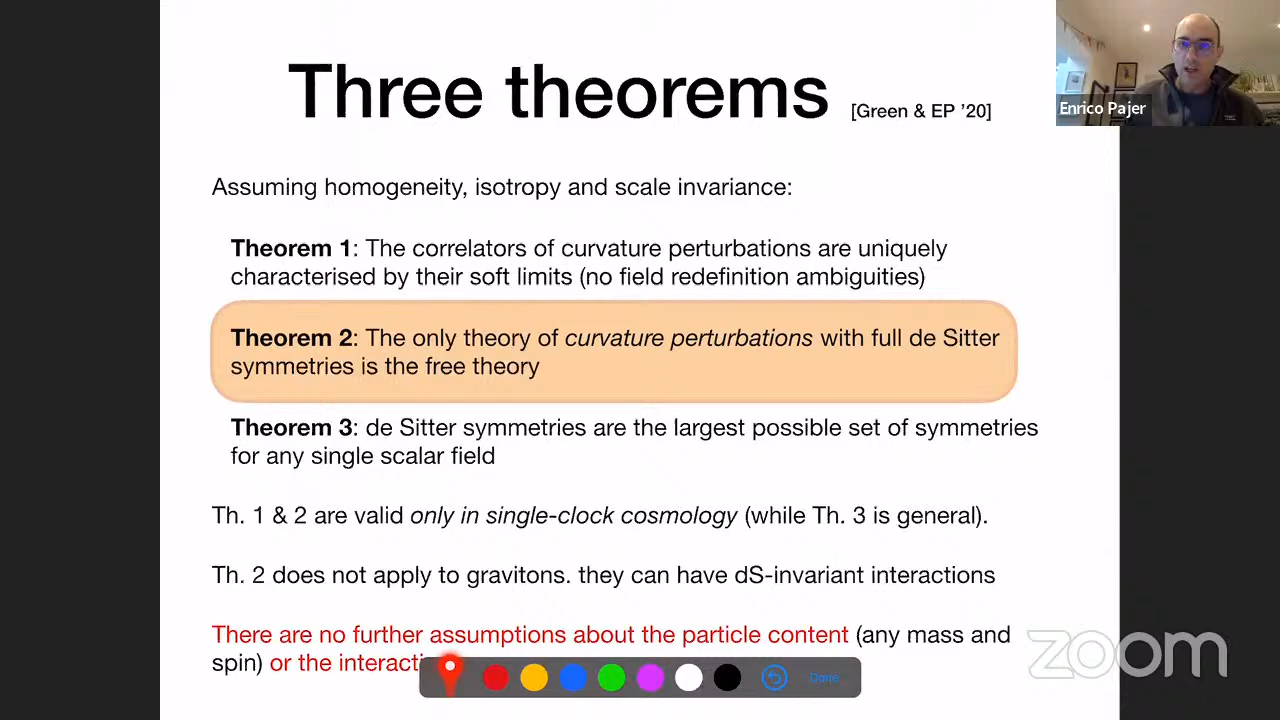 Three theorems [Green & EP '20]
Enrico Pajer
Assuming homogeneity, isotropy and scale invariance:
Theorem 1: The correlators of curvature perturbations are uniquely
characterised by their soft limits (no field redefinition ambiguities)
Theorem 2: The only theory of curvature perturbations with full de Sitter
symmetries is the free theory
Theorem 3: de Sitter symmetries are the largest possible set of symmetries
for any single scalar field
Th. 1 & 2 are valid only in single-clock cosmology (while Th. 3 is general).
Th. 2 does not apply to gravitons. they can have dS-invariant interactions
There are no further assumptions about the particle content (any mass and
spin) or the
Done
zoom